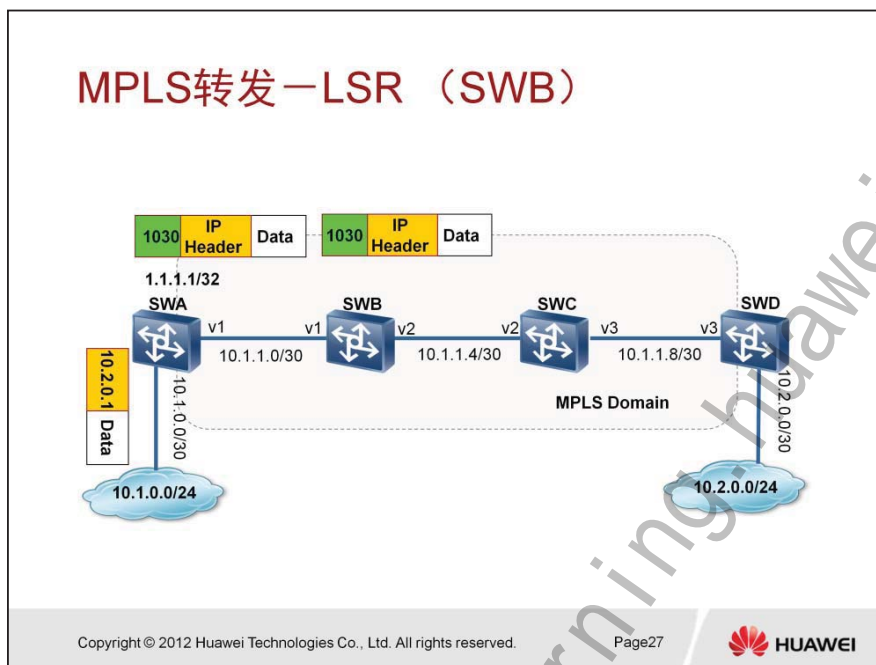 MPLS转发－LSR （SWB）
1030
IP
Header
Data
1030
IP
Header
Data
1.1.1.1/32
SWA
SWB
SWC
SWD
v1
v1
v2
v2
v3
v3
10.1.1.0/30
10.1.1.4/30
10.1.1.8/30
10.2.0.1
Data
10.1.0.0/30
10.2.0.0/30
MPLS Domain
10.1.0.0/24
10.2.0.0/24
Copyright © 2012 Huawei Technologies Co., Ltd. All rights reserved.
Page27
HUAWEI
rning.huawei.